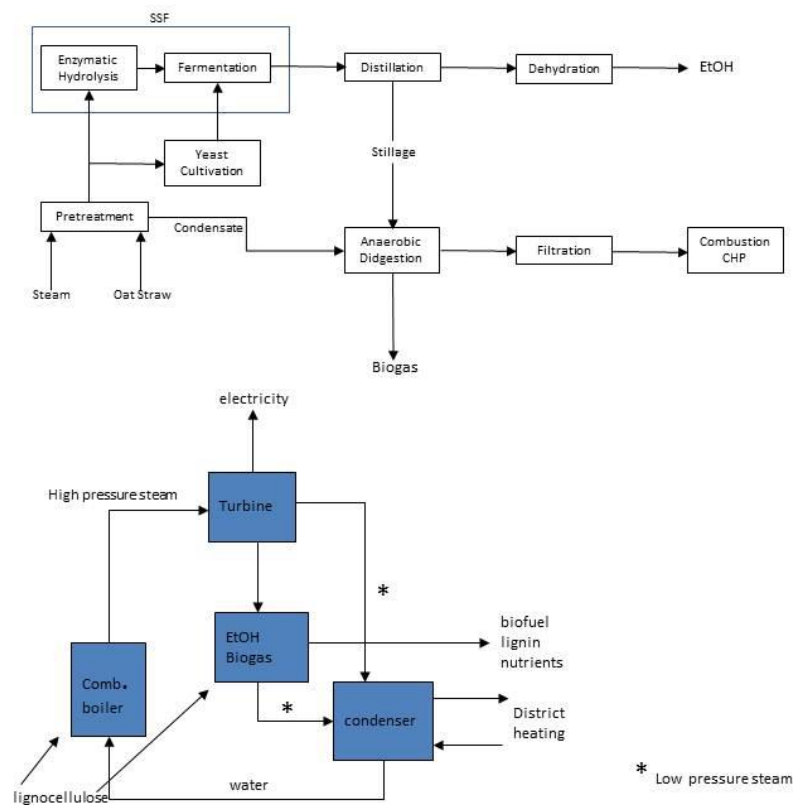 SSF
Enzymatic
Hydrolysis
Fermentation
Distillation
Dehydration
EtOH
Yeast
Cultivation
Stillage
Pretreatment
Condensate
Anaerobic
Didgestion
Filtration
Combustion
CHP
Steam
Oat Straw
Biogas
electricity
High pressure steam
Turbine
*
EtOH
Biogas
biofuel
lignin
nutrients
Comb.
boiler
*
condenser
District
heating
lignocellulose
water
* Low pressure steam